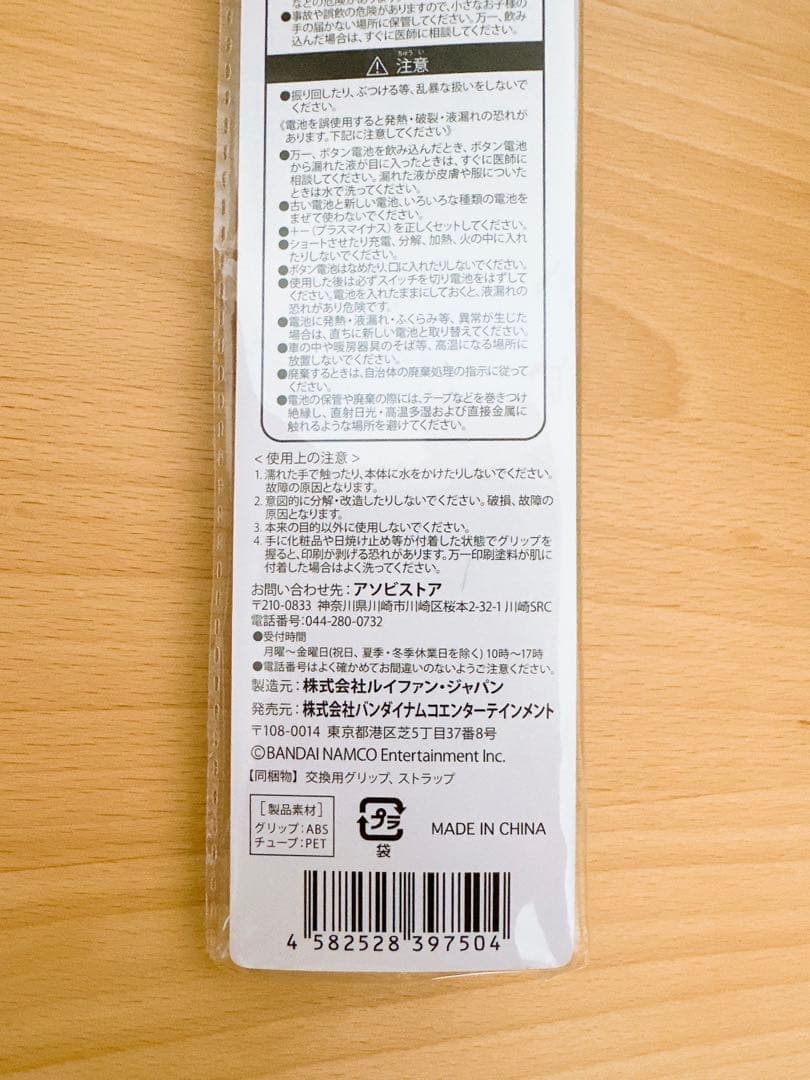 ●事故や誤飲の危険がありますので、小さなお子様の
手の届かない場所に保管してください。万一、飲み
込んだ場合は、すぐに医師に相談してください。
ちゅう い
⚠ 注意
●振り回したり、ぶつける等、乱暴な扱いをしないで
ください。
《電池を誤使用すると発熱・破裂・液漏れの恐れが
あります。下記に注意してください》
●万一、ボタン電池を飲み込んだとき、ボタン電池
から漏れた液が目に入ったときは、すぐに医師に
相談してください。漏れた液が皮膚や服についた
ときは水で洗ってください。
●古い電池と新しい電池、いろいろな種類の電池を
まぜて使わないでください。
●+-(プラスマイナス)を正しくセットしてください。
●ショートさせたり充電、分解、加熱、火の中に入れ
たりしないでください。
●ボタン電池はなめたり、口に入れたりしないでください。
●使用した後は必ずスイッチを切り電池をはずして
ください。電池を入れたままにしておくと、液漏れの
恐れがあり危険です。
●電池に発熱・液漏れ・ふくらみ等、異常が生じた
場合は、直ちに新しい電池と取り替えてください。
●車の中や暖房器具のそば等、高温になる場所に
放置しないでください。
●廃棄するときは、自治体の廃棄処理の指示に従って
ください。
●電池の保管や廃棄の際には、テープなどを巻きつけ
絶縁し、直射日光・高温多湿および直接金属に
触れるような場所を避けてください。
<使用上の注意>
1. 濡れた手で触ったり、本体に水をかけたりしないでください。
故障の原因となります。
2. 意図的に分解・改造したりしないでください。破損、故障の
原因となります。
3. 本来の目的以外に使用しないでください。
4. 手に化粧品や日焼け止め等が付着した状態でグリップを
握ると、印刷が剥げる恐れがあります。万一印刷塗料が肌に
付着した場合はよく洗ってください。
お問い合わせ先:アソビストア
〒210-0833 神奈川県川崎市川崎区桜本2-32-1 川崎SRC
電話番号:044-280-0732
●受付時間
月曜~金曜日(祝日、夏季・冬季休業日を除く) 10時~17時
●電話番号はよく確かめてお間違いのないようご注意ください。
製造元:株式会社ルイファン・ジャパン
発売元:株式会社バンダイナムコエンターテインメント
〒108-0014 東京都港区芝5丁目37番8号
©BANDAI NAMCO Entertainment Inc.
【同梱物】交換用グリップ、ストラップ
[製品素材]
グリップ:ABS
チューブ:PET
プラ
袋
MADE IN CHINA
4 582528 397504